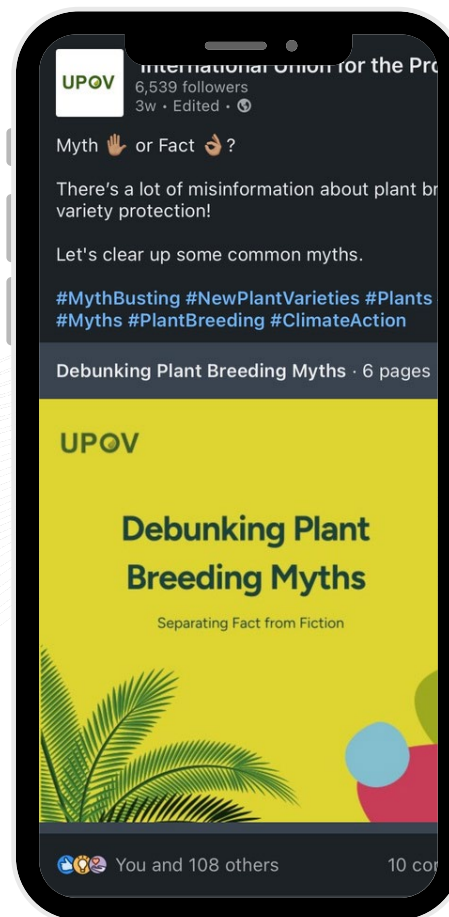 UPOV
International Union for the Pro
6,539 followers
3w • Edited •
Myth 🖐🏽 or Fact 👌🏽?
There's a lot of misinformation about plant br
variety protection!
Let's clear up some common myths.
#MythBusting #NewPlantVarieties #Plants
#Myths #PlantBreeding #ClimateAction
Debunking Plant Breeding Myths · 6 pages
UPOV
Debunking Plant
Breeding Myths
Separating Fact from Fiction
You and 108 others
10 cor